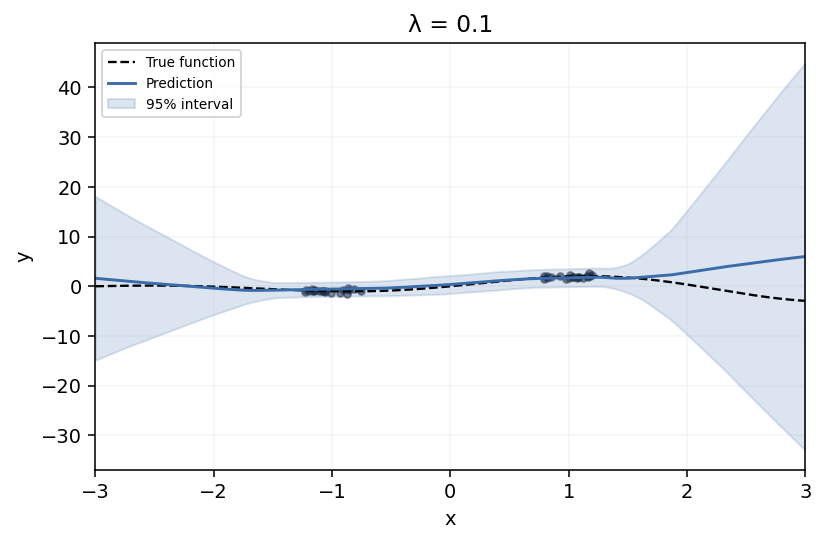 λ = 0.1
True function
Prediction
95% interval
y
40
30
20
10
0
−10
−20
−30
−3 −2 −1 0 1 2 3
x